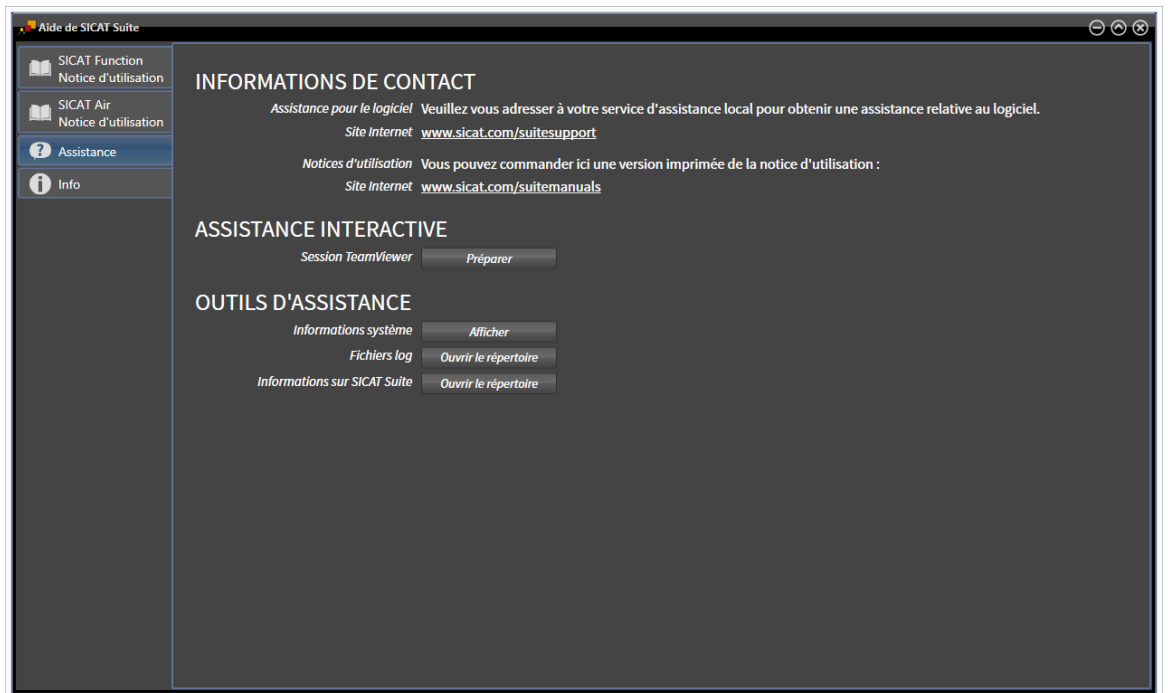 Aide de SICAT Suite
SICAT Function
Notice d'utilisation
SICAT Air
Notice d'utilisation
Assistance
Info
INFORMATIONS DE CONTACT
Assistance pour le logiciel Veuillez vous adresser à votre service d'assistance local pour obtenir une assistance relative au logiciel.
Site Internet www.sicat.com/suitesupport
Notices d'utilisation Vous pouvez commander ici une version imprimée de la notice d'utilisation :
Site Internet www.sicat.com/suitemanuals
ASSISTANCE INTERACTIVE
Session TeamViewer Préparer
OUTILS D'ASSISTANCE
Informations système Afficher
Fichiers log Ouvrir le répertoire
Informations sur SICAT Suite Ouvrir le répertoire